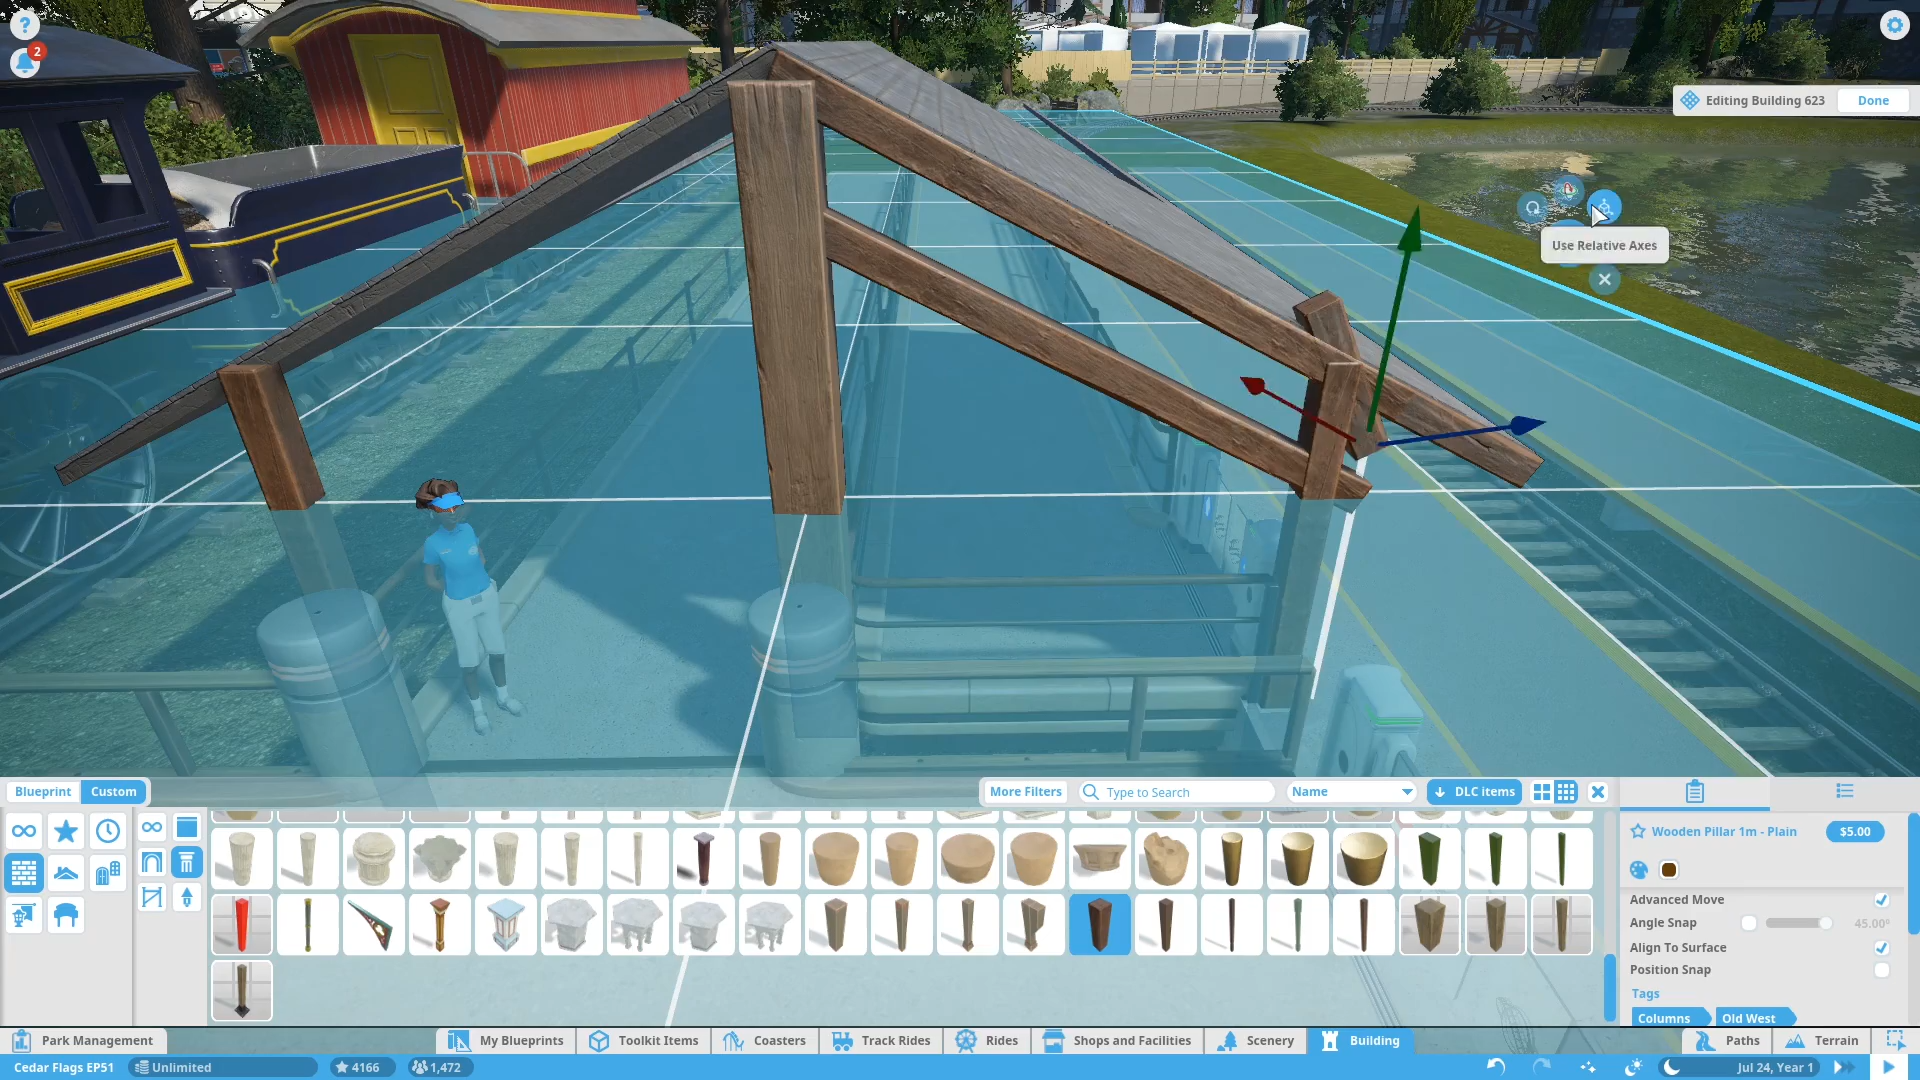 ?
2
Editing Building 623
Done
Use Relative Axes
Blueprint
Custom
More Filters
Type to Search
Name
DLC items
Wooden Pillar 1m - Plain
$5.00
Advanced Move
Angle Snap
45.00°
Align To Surface
Position Snap
Tags
Columns
Old West
Park Management
My Blueprints
Toolkit Items
Coasters
Track Rides
Rides
Shops and Facilities
Scenery
Building
Paths
Terrain
Cedar Flags EP51
Unlimited
4166
1,472
Jul 24, Year 1